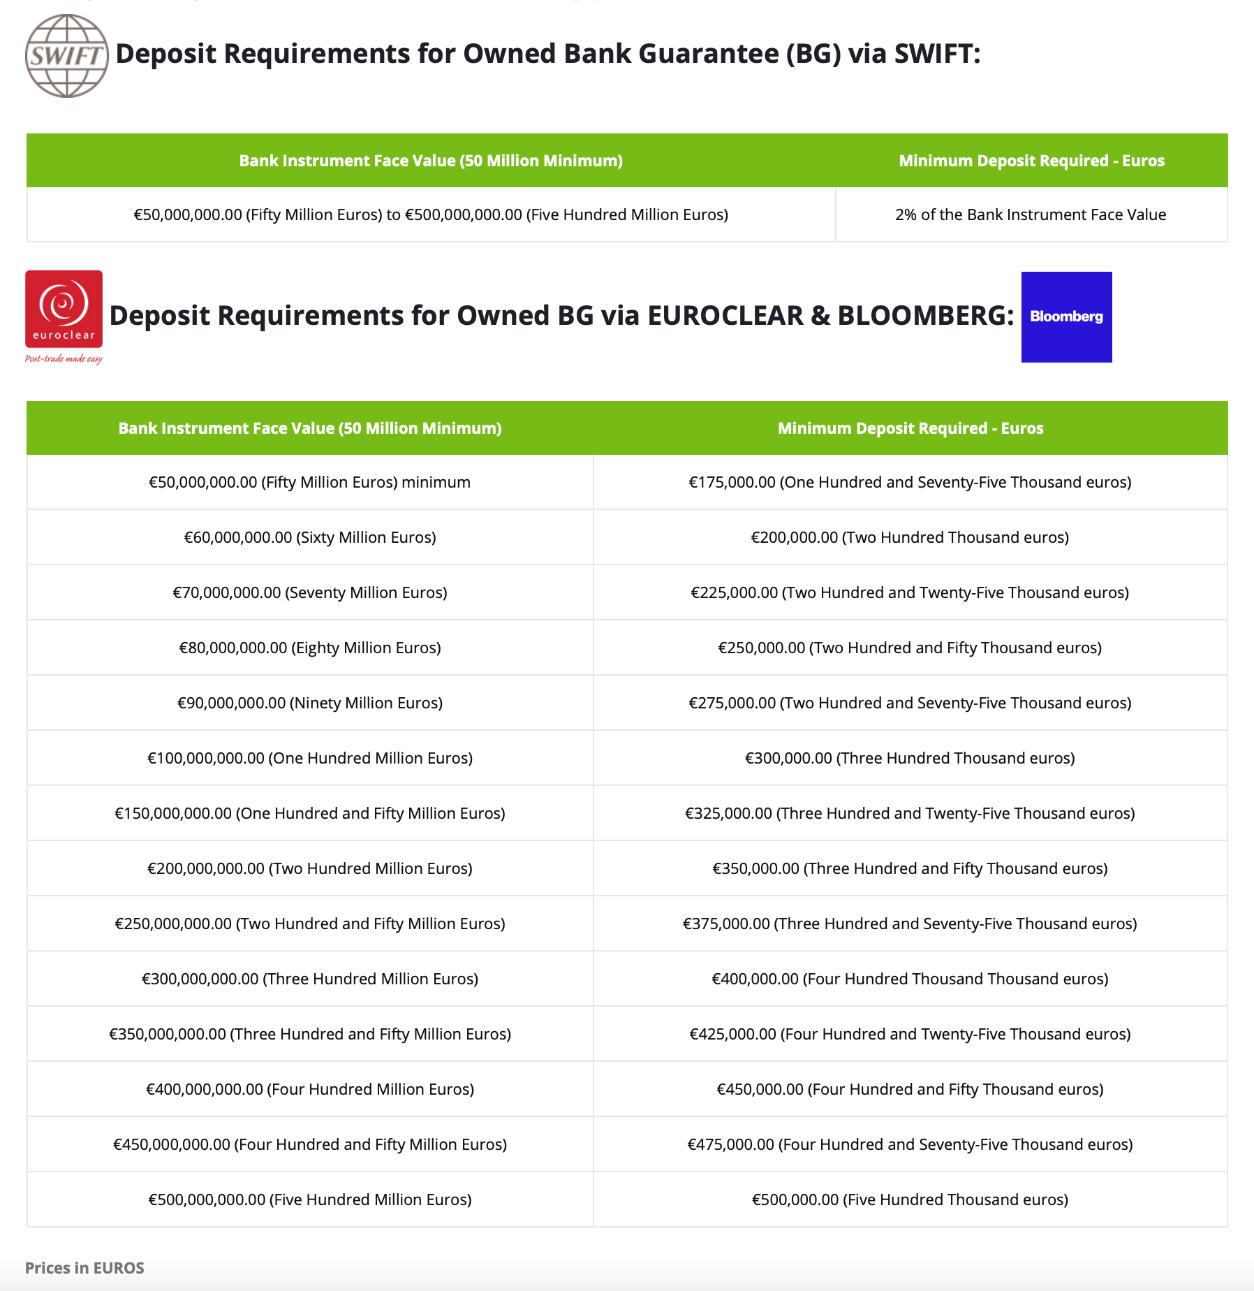 SWIFT
Deposit Requirements for Owned Bank Guarantee (BG) via SWIFT:
Bank Instrument Face Value (50 Million Minimum) Minimum Deposit Required - Euros
€50,000,000.00 (Fifty Million Euros) to €500,000,000.00 (Five Hundred Million Euros) 2% of the Bank Instrument Face Value
euroclear
Post-trade made easy
Deposit Requirements for Owned BG via EUROCLEAR & BLOOMBERG:
Bloomberg
Bank Instrument Face Value (50 Million Minimum) Minimum Deposit Required - Euros
€50,000,000.00 (Fifty Million Euros) minimum €175,000.00 (One Hundred and Seventy-Five Thousand euros)
€60,000,000.00 (Sixty Million Euros) €200,000.00 (Two Hundred Thousand euros)
€70,000,000.00 (Seventy Million Euros) €225,000.00 (Two Hundred and Twenty-Five Thousand euros)
€80,000,000.00 (Eighty Million Euros) €250,000.00 (Two Hundred and Fifty Thousand euros)
€90,000,000.00 (Ninety Million Euros) €275,000.00 (Two Hundred and Seventy-Five Thousand euros)
€100,000,000.00 (One Hundred Million Euros) €300,000.00 (Three Hundred Thousand euros)
€150,000,000.00 (One Hundred and Fifty Million Euros) €325,000.00 (Three Hundred and Twenty-Five Thousand euros)
€200,000,000.00 (Two Hundred Million Euros) €350,000.00 (Three Hundred and Fifty Thousand euros)
€250,000,000.00 (Two Hundred and Fifty Million Euros) €375,000.00 (Three Hundred and Seventy-Five Thousand euros)
€300,000,000.00 (Three Hundred Million Euros) €400,000.00 (Four Hundred Thousand Thousand euros)
€350,000,000.00 (Three Hundred and Fifty Million Euros) €425,000.00 (Four Hundred and Twenty-Five Thousand euros)
€400,000,000.00 (Four Hundred Million Euros) €450,000.00 (Four Hundred and Fifty Thousand euros)
€450,000,000.00 (Four Hundred and Fifty Million Euros) €475,000.00 (Four Hundred and Seventy-Five Thousand euros)
€500,000,000.00 (Five Hundred Million Euros) €500,000.00 (Five Hundred Thousand euros)
Prices in EUROS